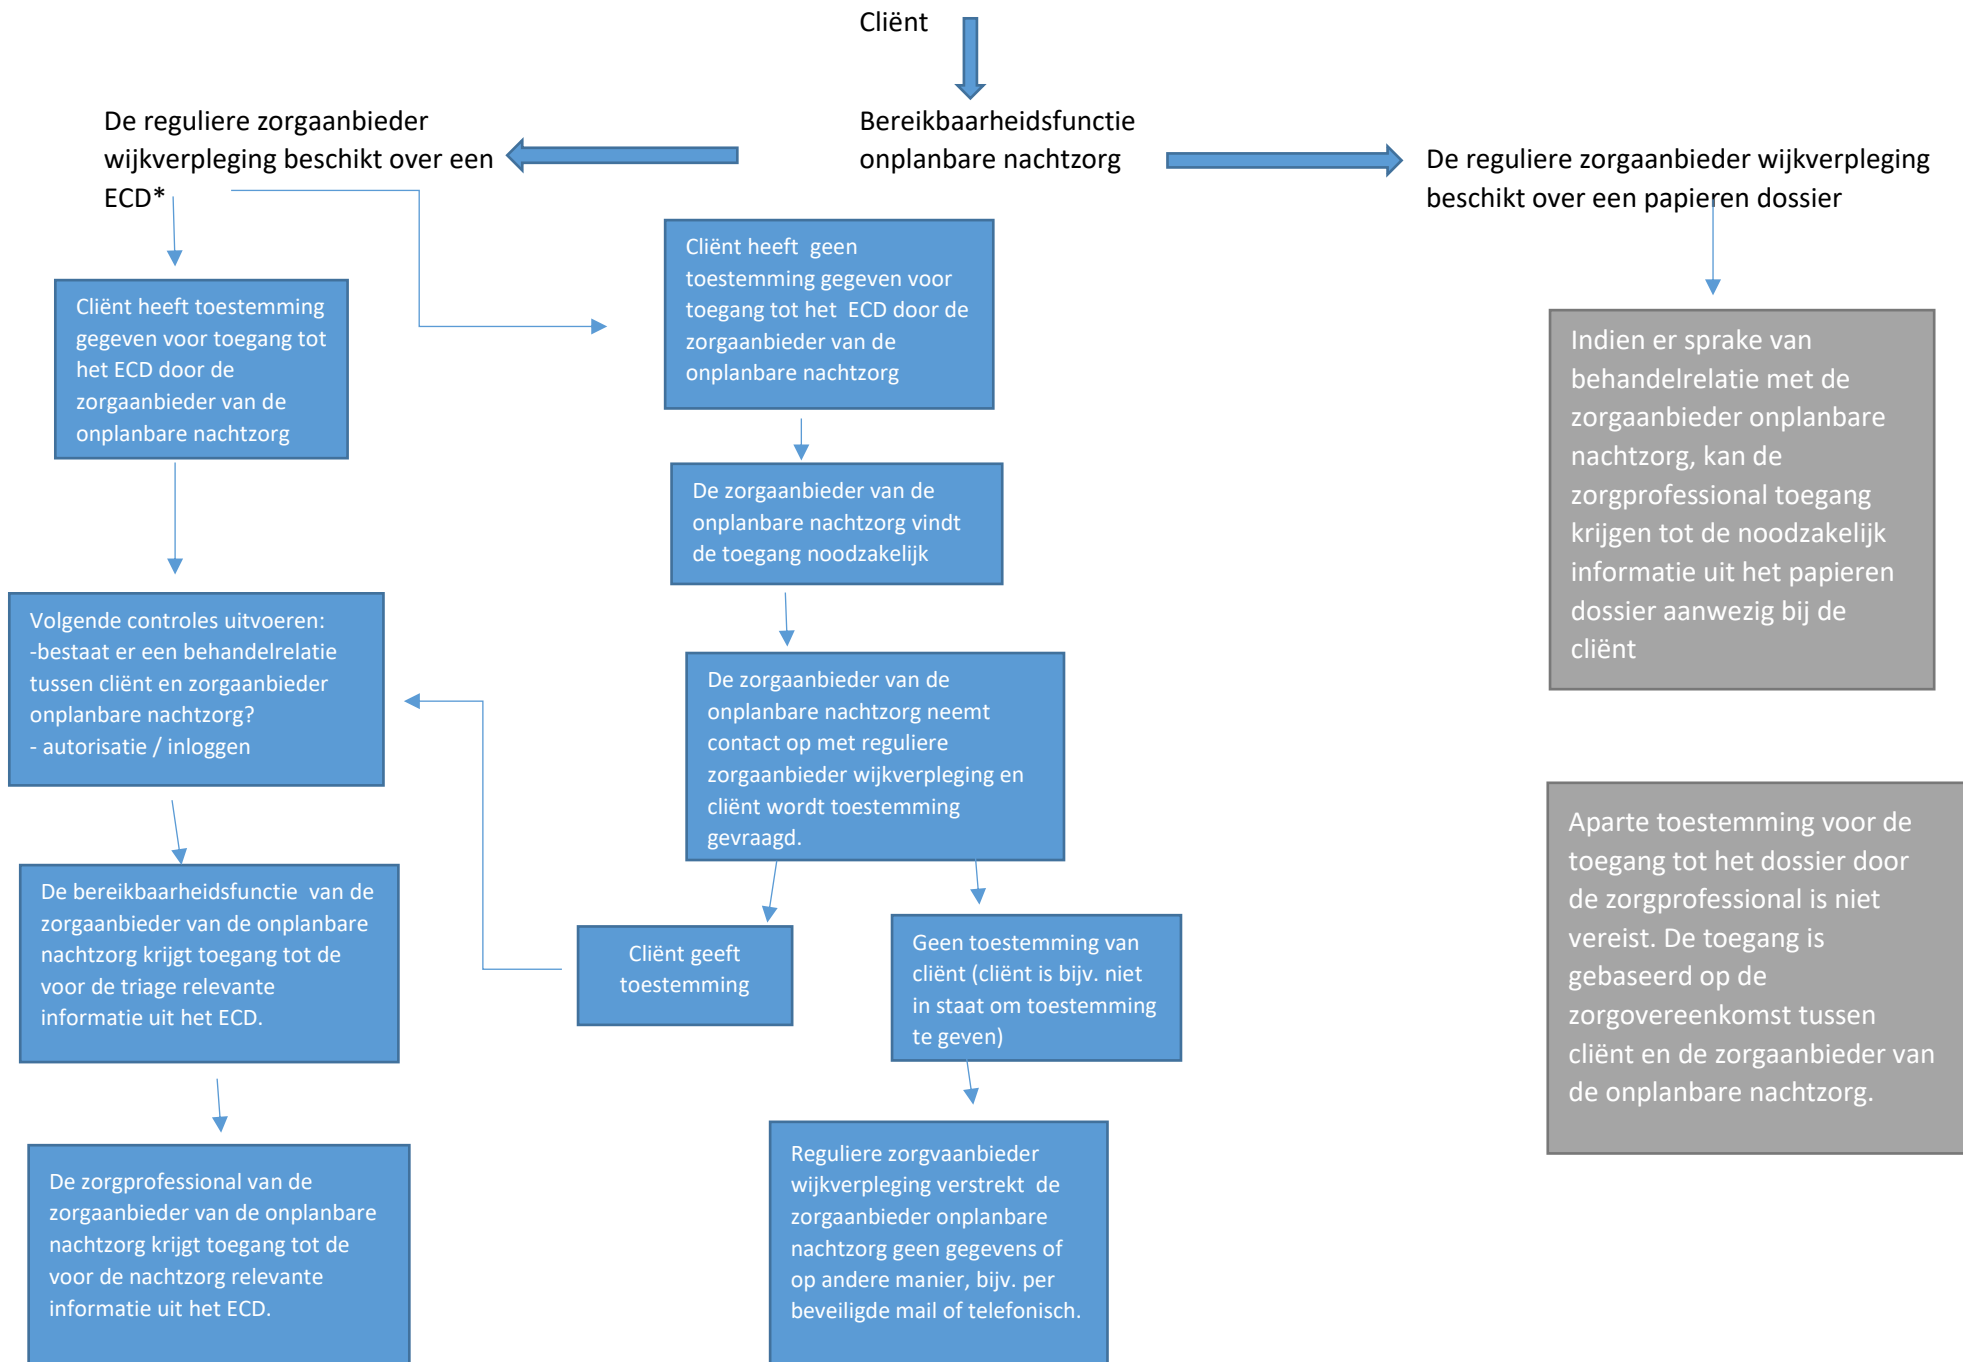 Cliënt
Bereikbaarheidsfunctie
onplanbare nachtzorg
De reguliere zorgaanbieder
wijkverpleging beschikt over een
ECD*
De reguliere zorgaanbieder wijkverpleging
beschikt over een papieren dossier
Cliënt heeft toestemming
gegeven voor toegang tot
het ECD door de
zorgaanbieder van de
onplanbare nachtzorg
Volgende controles uitvoeren:
-bestaat er een behandelrelatie
tussen cliënt en zorgaanbieder
onplanbare nachtzorg?
- autorisatie / inloggen
De bereikbaarheidsfunctie van de
zorgaanbieder van de onplanbare
nachtzorg krijgt toegang tot de
voor de triage relevante
informatie uit het ECD.
De zorgprofessional van de
zorgaanbieder van de onplanbare
nachtzorg krijgt toegang tot de
voor de nachtzorg relevante
informatie uit het ECD.
Cliënt heeft geen
toestemming gegeven voor
toegang tot het ECD door de
zorgaanbieder van de
onplanbare nachtzorg
De zorgaanbieder van de
onplanbare nachtzorg vindt
de toegang noodzakelijk
De zorgaanbieder van de
onplanbare nachtzorg neemt
contact op met reguliere
zorgaanbieder wijkverpleging en
cliënt wordt toestemming
gevraagd.
Cliënt geeft
toestemming
Geen toestemming van
cliënt (cliënt is bijv. niet
in staat om toestemming
te geven)
Reguliere zorgvaanbieder
wijkverpleging verstrekt de
zorgaanbieder onplanbare
nachtzorg geen gegevens of
op andere manier, bijv. per
beveiligde mail of telefonisch.
Indien er sprake van
behandelrelatie met de
zorgaanbieder onplanbare
nachtzorg, kan de
zorgprofessional toegang
krijgen tot de noodzakelijk
informatie uit het papieren
dossier aanwezig bij de
cliënt
Aparte toestemming voor de
toegang tot het dossier door
de zorgprofessional is niet
vereist. De toegang is
gebaseerd op de
zorgovereenkomst tussen
cliënt en de zorgaanbieder van
de onplanbare nachtzorg.